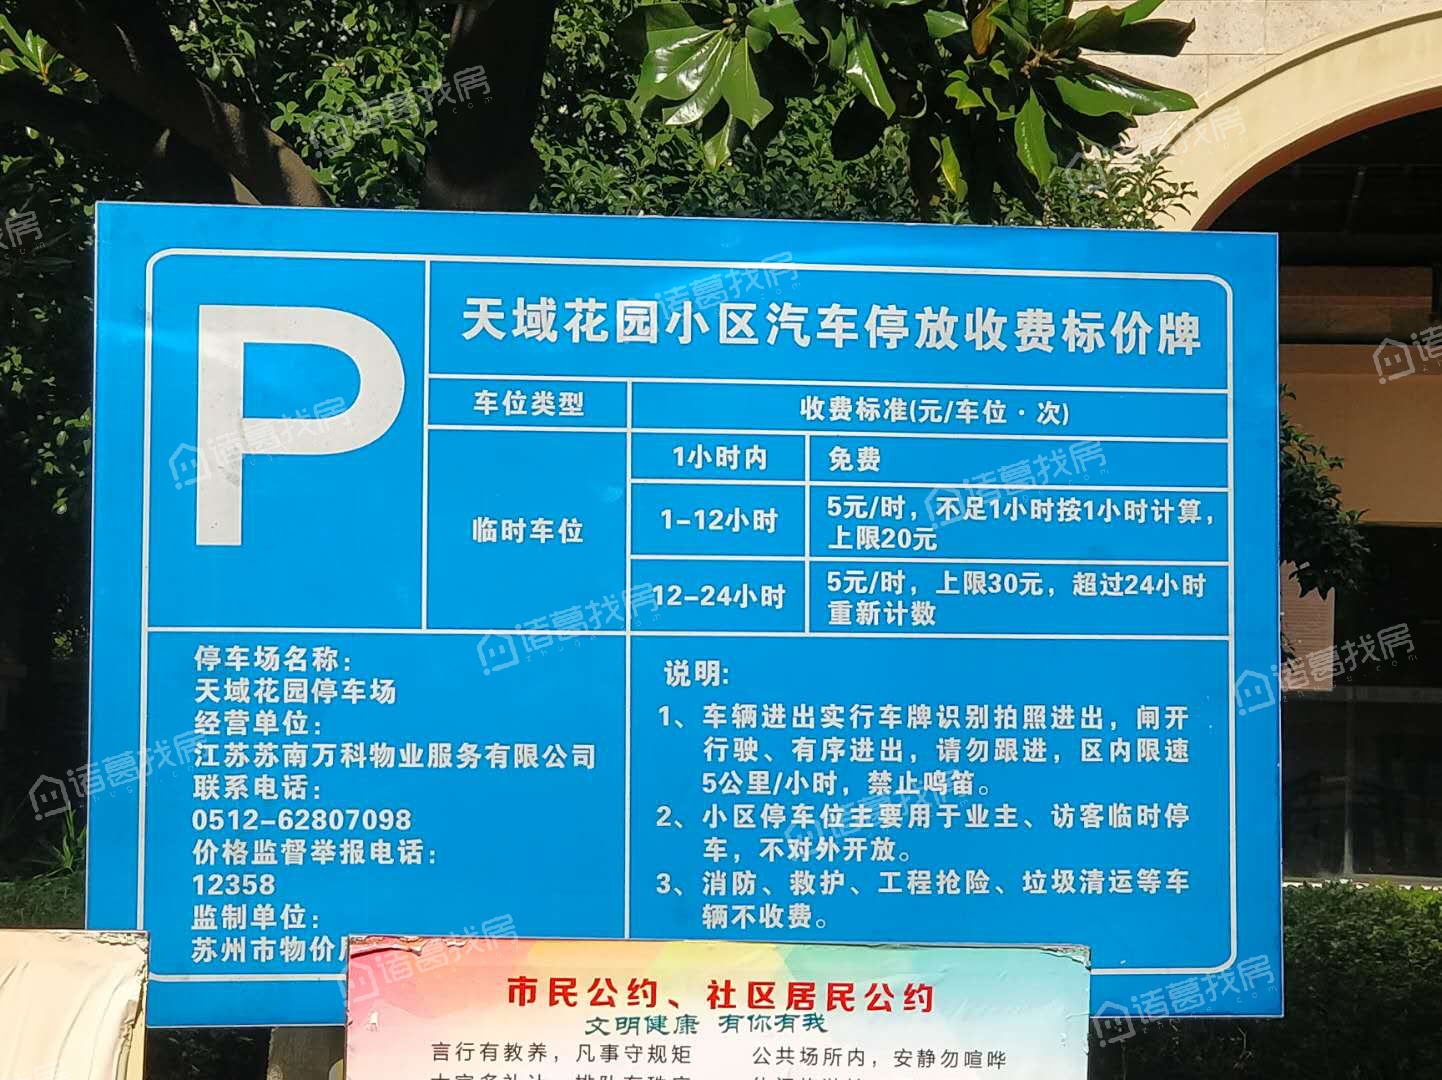 天域花园小区汽车停放收费标价牌
P
车位类型
收费标准(元/车位·次)
临时车位
1小时内
免费
1-12小时
5元/时，不足1小时按1小时计算，
上限20元
12-24小时
5元/时，上限30元，超过24小时
重新计数
停车场名称：
天域花园停车场
经营单位：
江苏苏南万科物业服务有限公司
联系电话：
0512-62807098
价格监督举报电话：
12358
监制单位：
苏州市物价
说明：
1、车辆进出实行车牌识别拍照进出，闸开
行驶、有序进出，请勿跟进，区内限速
5公里/小时，禁止鸣笛。
2、小区停车位主要用于业主、访客临时停
车，不对外开放。
3、消防、救护、工程抢险、垃圾清运等车
辆不收费。
市民公约、社区居民公约
文明健康 有你有我
言行有教养，凡事守规矩
公共场所内，安静勿喧哗
诸葛找房